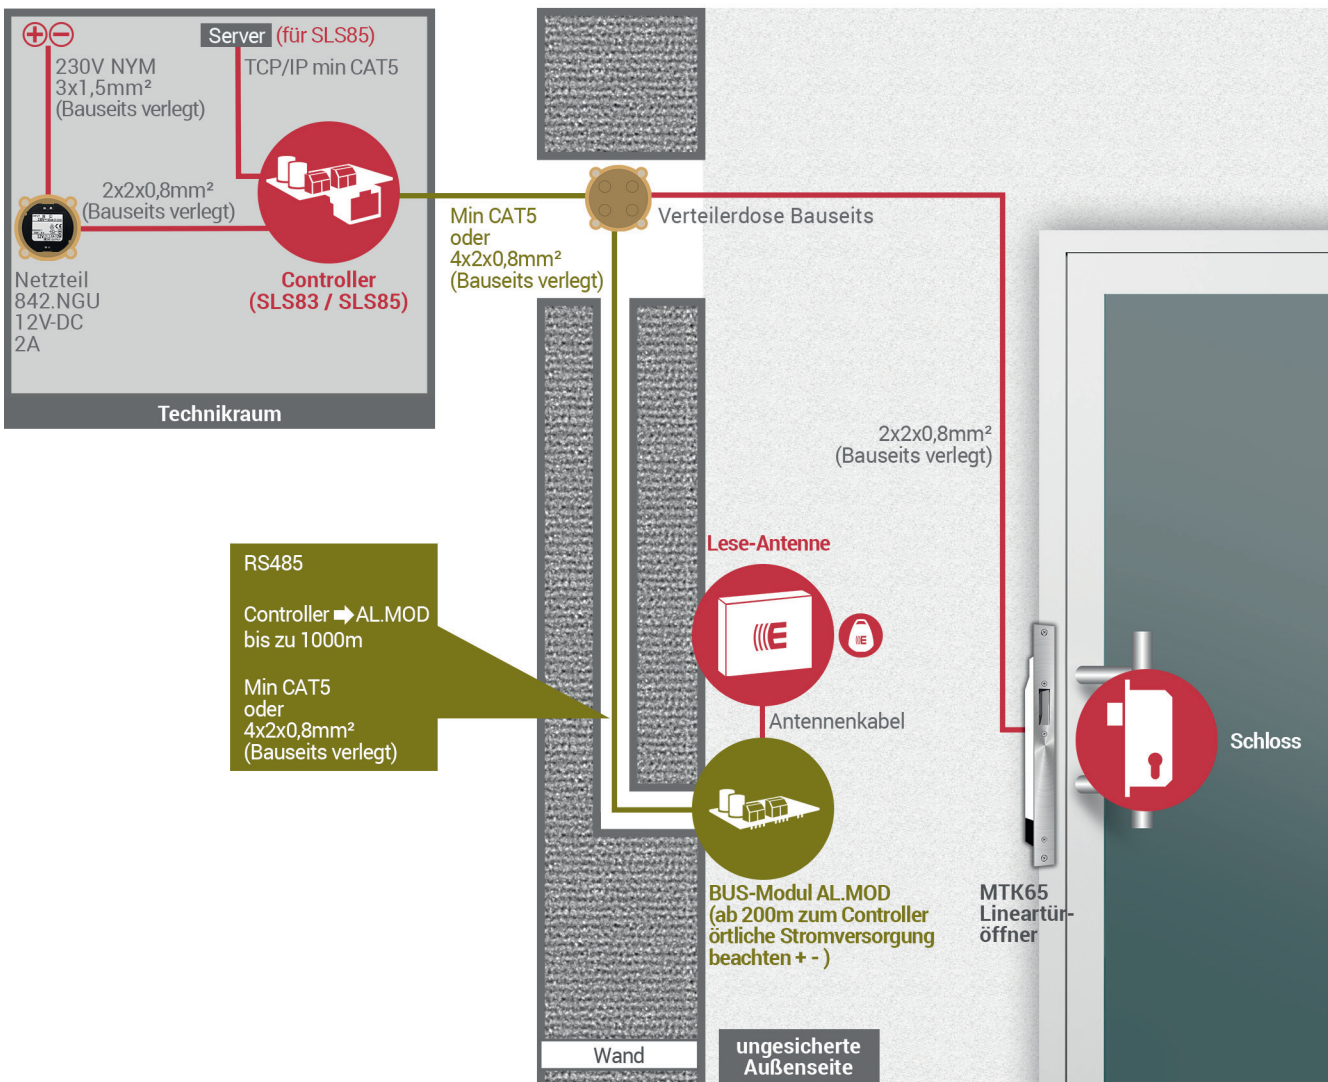 Server (für SLS85)
230V NYM
3x1,5mm²
(Bauseits verlegt)
TCP/IP min CAT5
2x2x0,8mm²
(Bauseits verlegt)
Netzteil
842.NGU
12V-DC
2A
Controller
(SLS83 / SLS85)
Technikraum
Min CAT5
oder
4x2x0,8mm²
(Bauseits verlegt)
Verteilerdose Bauseits
2x2x0,8mm²
(Bauseits verlegt)
RS485
Controller ➡ AL.MOD
bis zu 1000m
Min CAT5
oder
4x2x0,8mm²
(Bauseits verlegt)
Lese-Antenne
Antennenkabel
BUS-Modul AL.MOD
(ab 200m zum Controller
örtliche Stromversorgung
beachten + - )
MTK65
Lineartür-
öffner
Schloss
Wand
ungesicherte
Außenseite